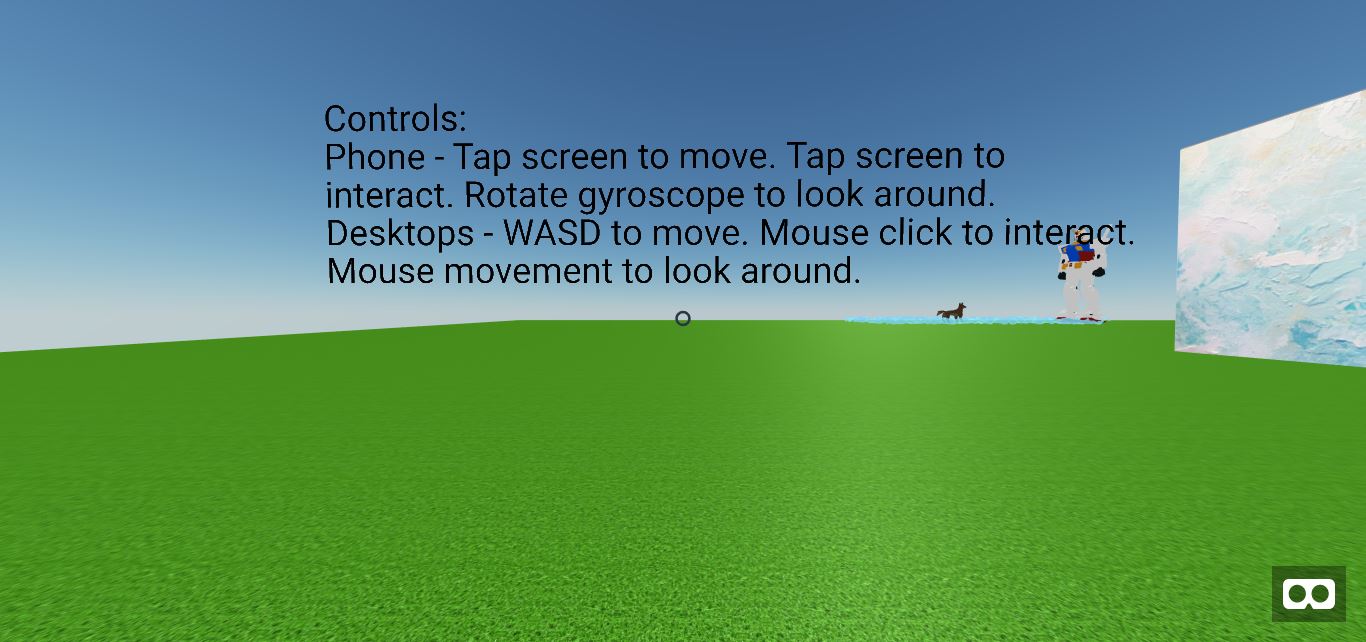 Controls:
Phone - Tap screen to move. Tap screen to
interact. Rotate gyroscope to look around.
Desktops - WASD to move. Mouse click to interact.
Mouse movement to look around.